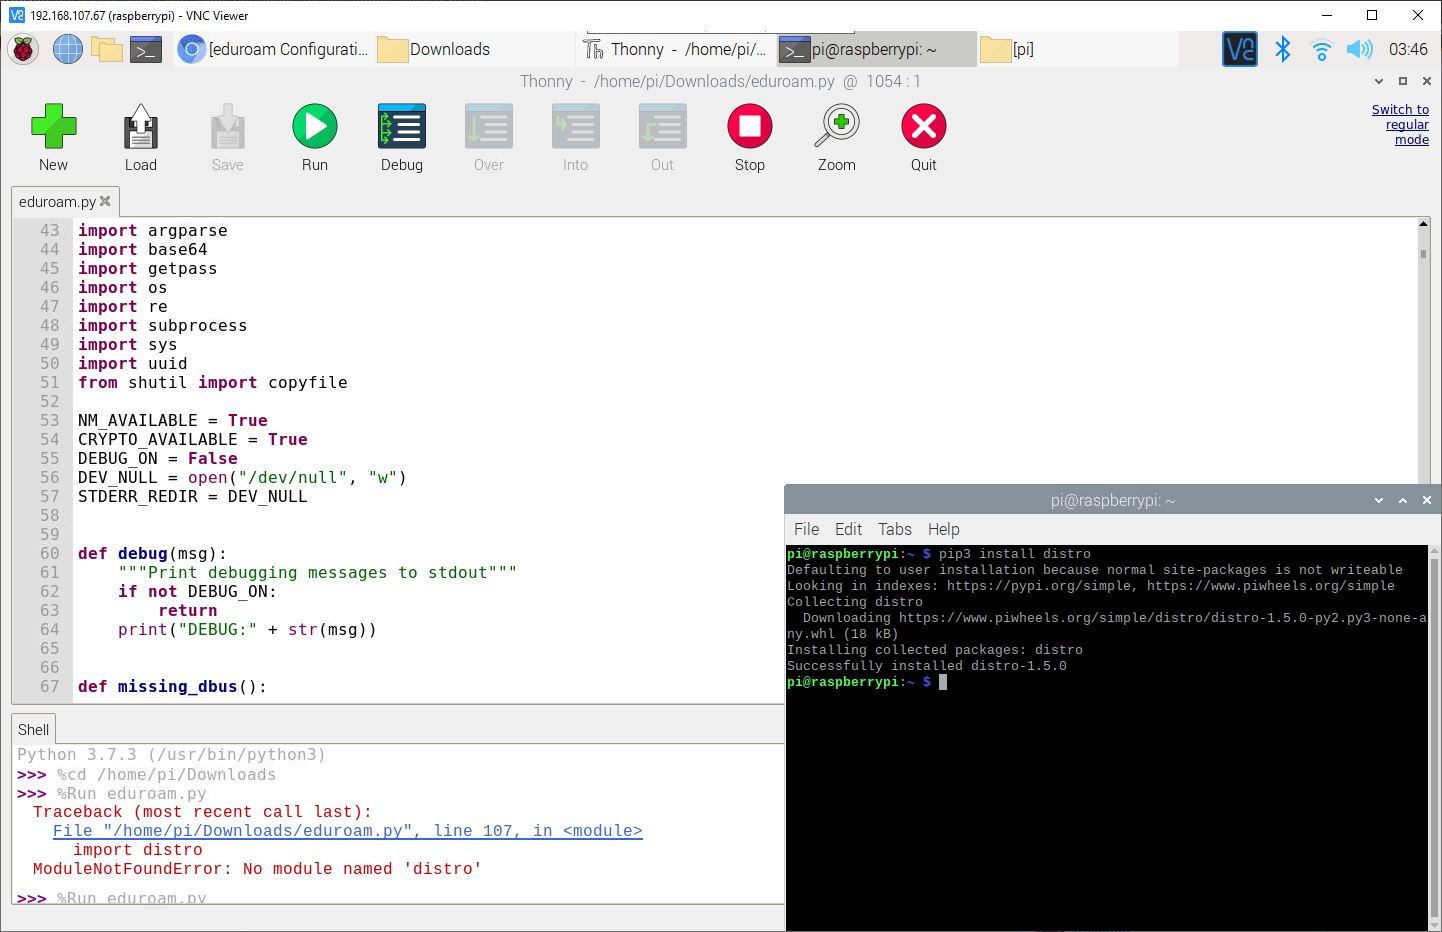 192.168.107.67 (raspberrypi) - VNC Viewer
[eduroam Configurati... Downloads Thonny - /home/pi/... pi@raspberrypi: ~ [pi] 03:46
Thonny - /home/pi/Downloads/eduroam.py @ 1054 : 1
New Load Save Run Debug Over Into Out Stop Zoom Quit
Switch to
regular
mode
eduroam.py
43 import argparse
44 import base64
45 import getpass
46 import os
47 import re
48 import subprocess
49 import sys
50 import uuid
51 from shutil import copyfile
52
53 NM_AVAILABLE = True
54 CRYPTO_AVAILABLE = True
55 DEBUG_ON = False
56 DEV_NULL = open("/dev/null", "w")
57 STDERR_REDIR = DEV_NULL
58
59
60 def debug(msg):
61     """Print debugging messages to stdout"""
62     if not DEBUG_ON:
63         return
64     print("DEBUG:" + str(msg))
65
66
67 def missing_dbus():
Shell
Python 3.7.3 (/usr/bin/python3)
>>> %cd /home/pi/Downloads
>>> %Run eduroam.py
Traceback (most recent call last):
File "/home/pi/Downloads/eduroam.py", line 107, in <module>
import distro
ModuleNotFoundError: No module named 'distro'
>>> %Run eduroam.py
pi@raspberrypi: ~
File Edit Tabs Help
pi@raspberrypi:~ $ pip3 install distro
Defaulting to user installation because normal site-packages is not writeable
Looking in indexes: https://pypi.org/simple, https://www.piwheels.org/simple
Collecting distro
Downloading https://www.piwheels.org/simple/distro/distro-1.5.0-py2.py3-none-a
ny.whl (18 kB)
Installing collected packages: distro
Successfully installed distro-1.5.0
pi@raspberrypi:~ $